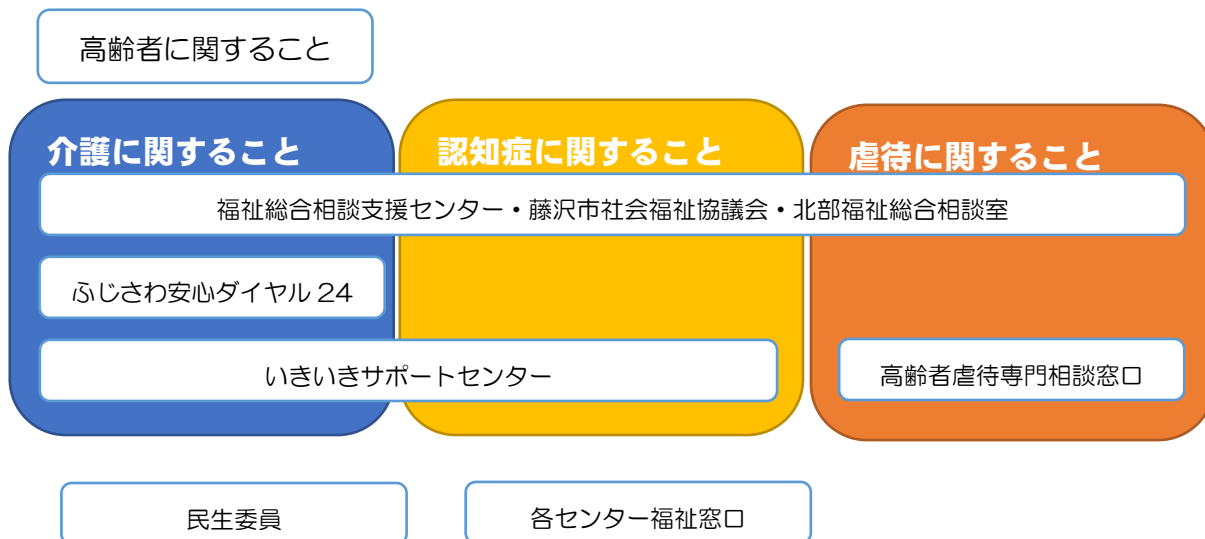 高齢者に関すること
介護に関すること
認知症に関すること
虐待に関すること
福祉総合相談支援センター・藤沢市社会福祉協議会・北部福祉総合相談室
ふじさわ安心ダイヤル 24
いきいきサポートセンター
高齢者虐待専門相談窓口
民生委員
各センター福祉窓口